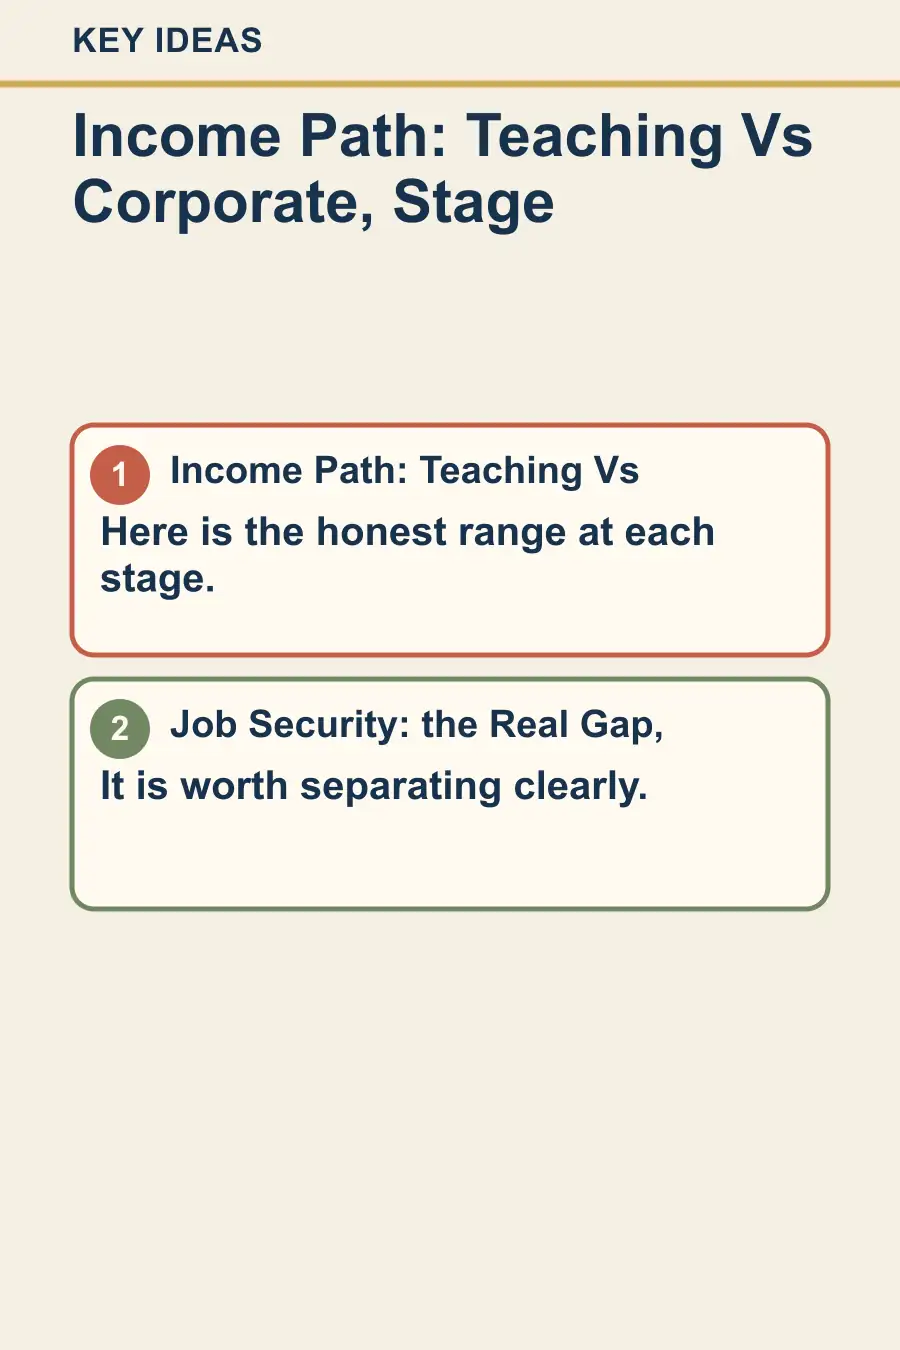 KEY IDEAS
Income Path: Teaching Vs
Corporate, Stage
1 Income Path: Teaching Vs
Here is the honest range at each
stage.
2 Job Security: the Real Gap,
It is worth separating clearly.